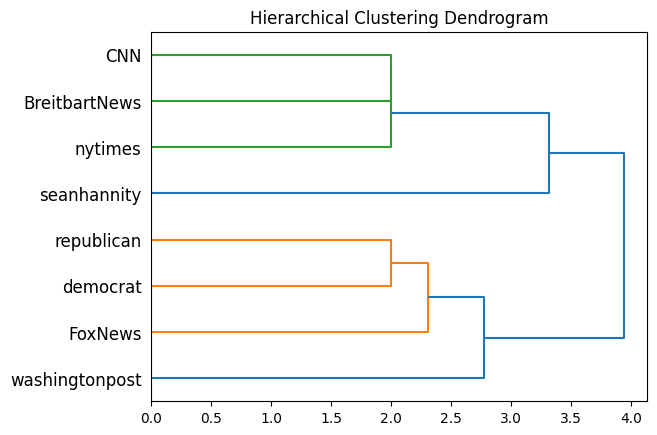 Hierarchical Clustering Dendrogram
CNN
BreitbartNews
nytimes
seanhannity
republican
democrat
FoxNews
washingtonpost
0.0 0.5 1.0 1.5 2.0 2.5 3.0 3.5 4.0